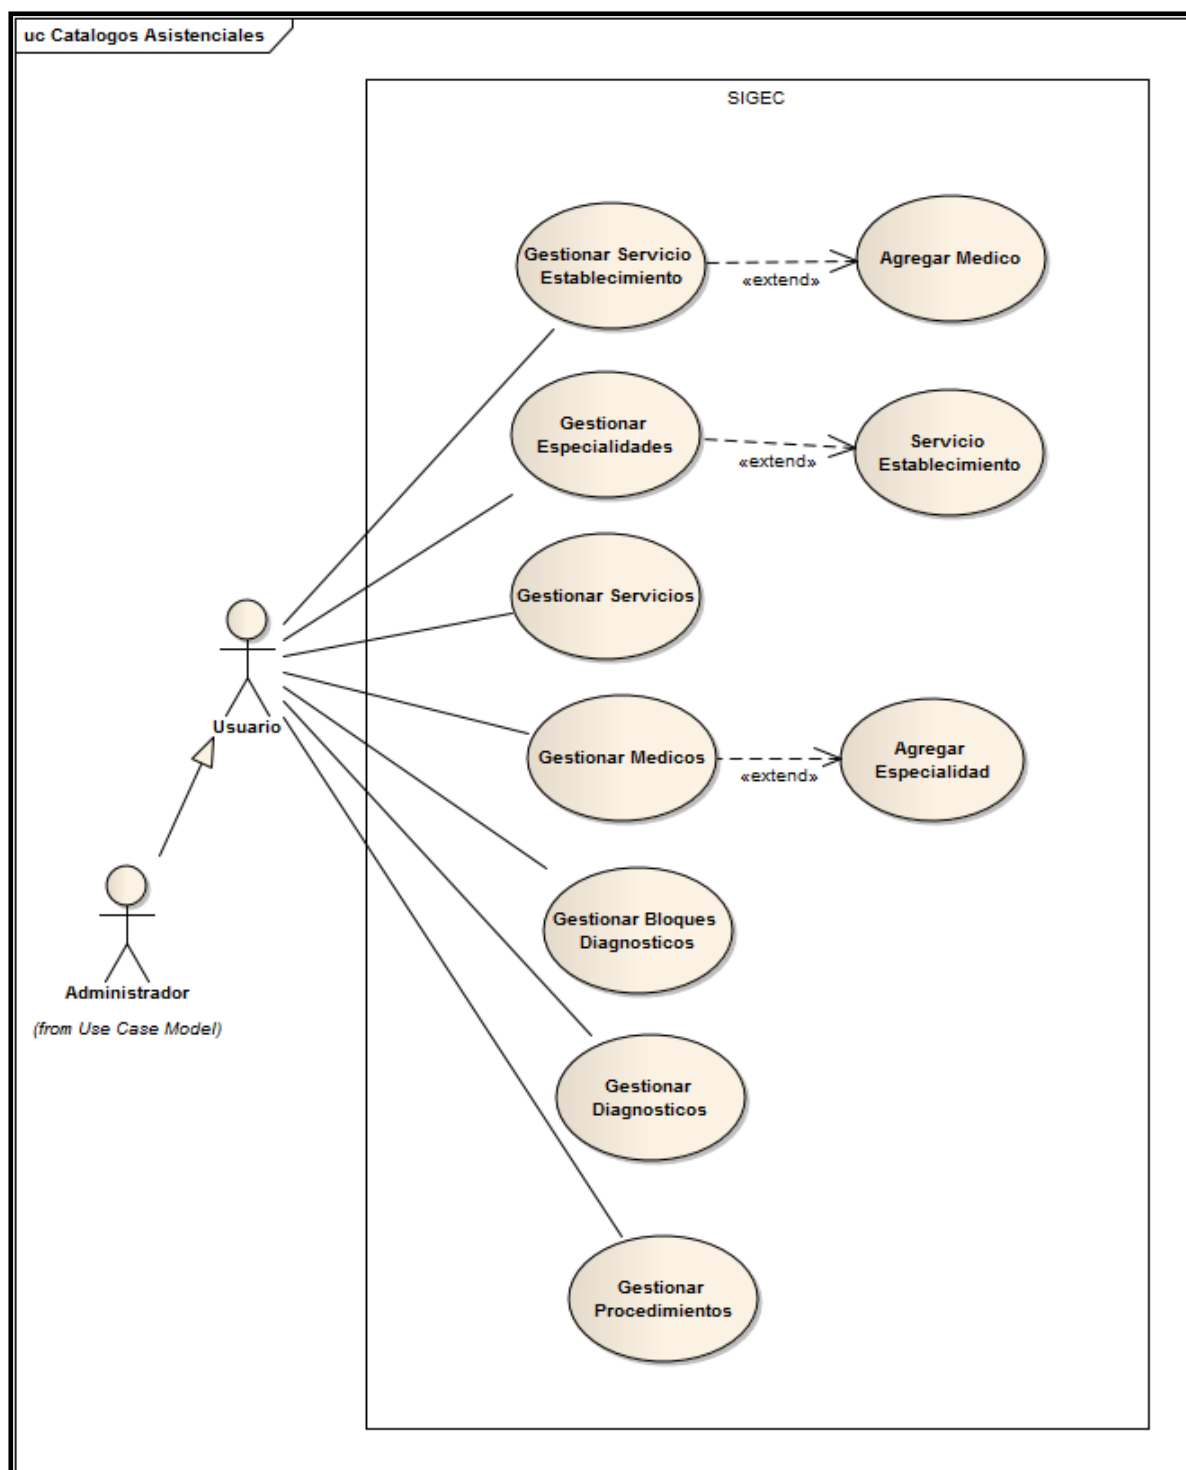 uc Catalogos Asistenciales
SIGEC
Gestionar Servicio
Establecimiento
«extend»
Agregar Medico
Gestionar
Especialidades
«extend»
Servicio
Establecimiento
Gestionar Servicios
Usuario
Gestionar Medicos
«extend»
Agregar
Especialidad
Gestionar Bloques
Diagnosticos
Administrador
(from Use Case Model)
Gestionar
Diagnosticos
Gestionar
Procedimientos